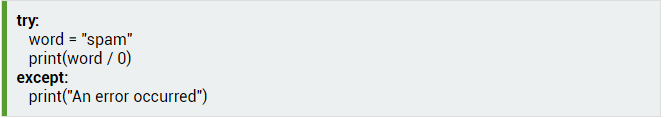 try:
   word = "spam"
   print(word / 0)
except:
   print("An error occurred")